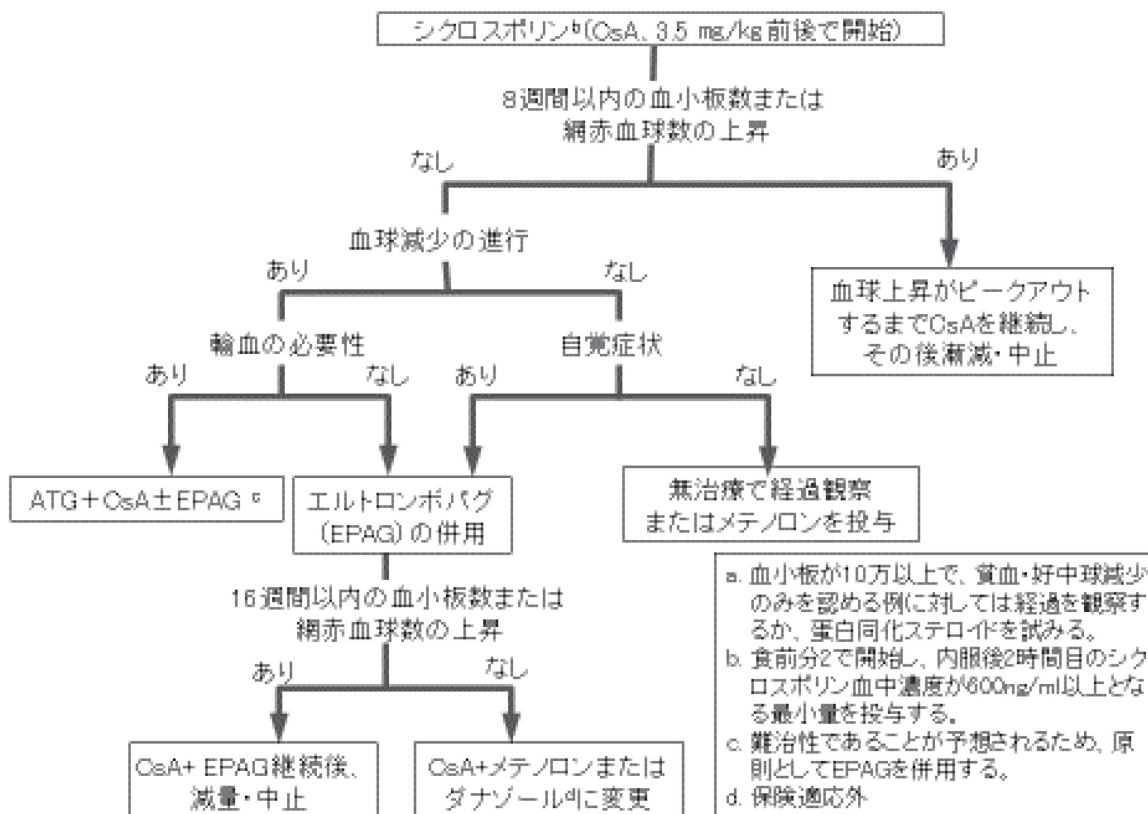 シクロスポリンb(CsA、3.5 mg/kg前後で開始)
8週間以内の血小板数または
網赤血球数の上昇
なし
あり
血球減少の進行
あり
なし
血球上昇がピークアウト
するまでCsAを継続し、
その後漸減・中止
輸血の必要性
自覚症状
あり
なし
あり
なし
ATG+CsA±EPAG c
エルトロンボパグ
(EPAG)の併用
無治療で経過観察
またはメテノロンを投与
16週間以内の血小板数または
網赤血球数の上昇
あり
なし
CsA+ EPAG継続後、
減量・中止
CsA+メテノロンまたは
ダナゾールdに変更
a. 血小板が10万以上で、貧血・好中球減少
のみを認める例に対しては経過を観察す
るか、蛋白同化ステロイドを試みる。
b. 食前分2で開始し、内服後2時間目のシク
ロスポリン血中濃度が600ng/ml以上とな
る最小量を投与する。
c. 難治性であることが予想されるため、原
則としてEPAGを併用する。
d. 保険適応外